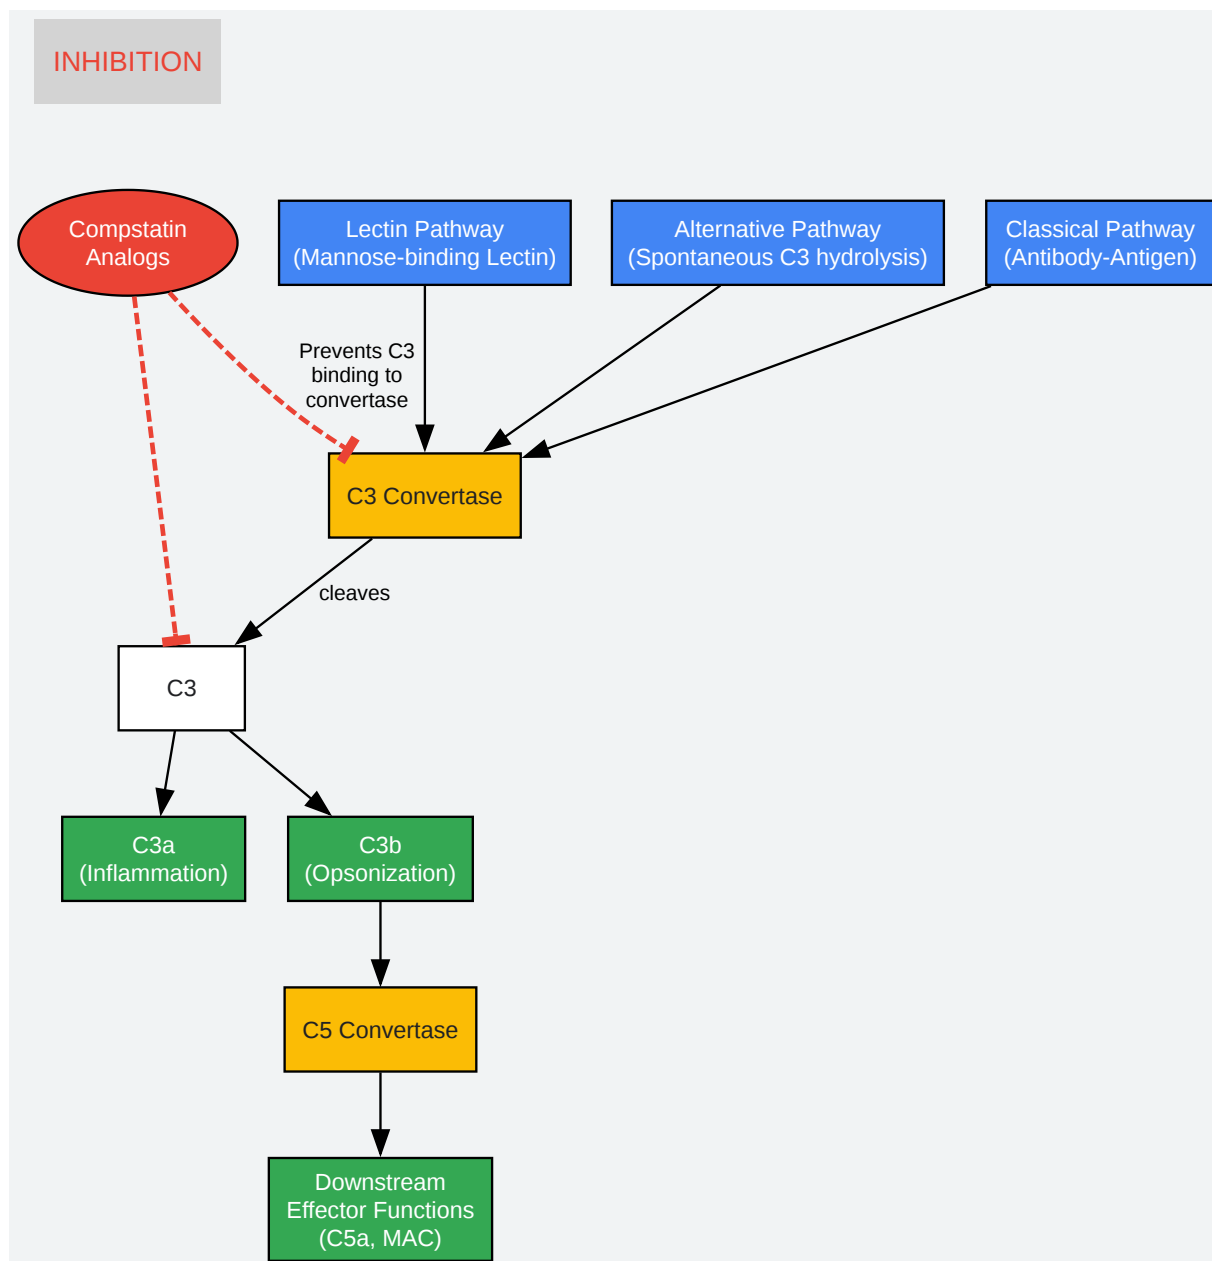 INHIBITION
Compstatin
Analogs
Lectin Pathway
(Mannose-binding Lectin)
Alternative Pathway
(Spontaneous C3 hydrolysis)
Classical Pathway
(Antibody-Antigen)
Prevents C3
binding to
convertase
C3 Convertase
cleaves
C3
C3a
(Inflammation)
C3b
(Opsonization)
C5 Convertase
Downstream
Effector Functions
(C5a, MAC)